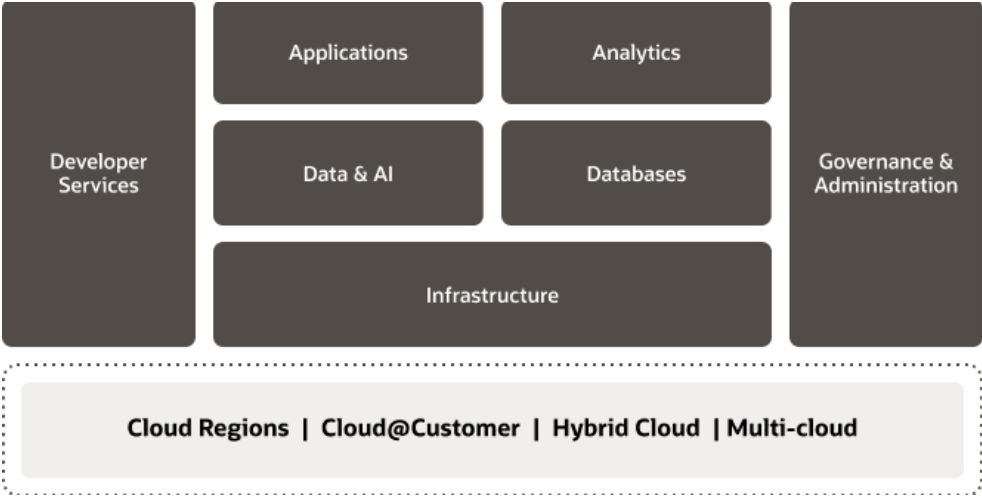 Applications
Analytics
Developer
Services
Data & AI
Databases
Governance &
Administration
Infrastructure
Cloud Regions | Cloud@Customer | Hybrid Cloud | Multi-cloud